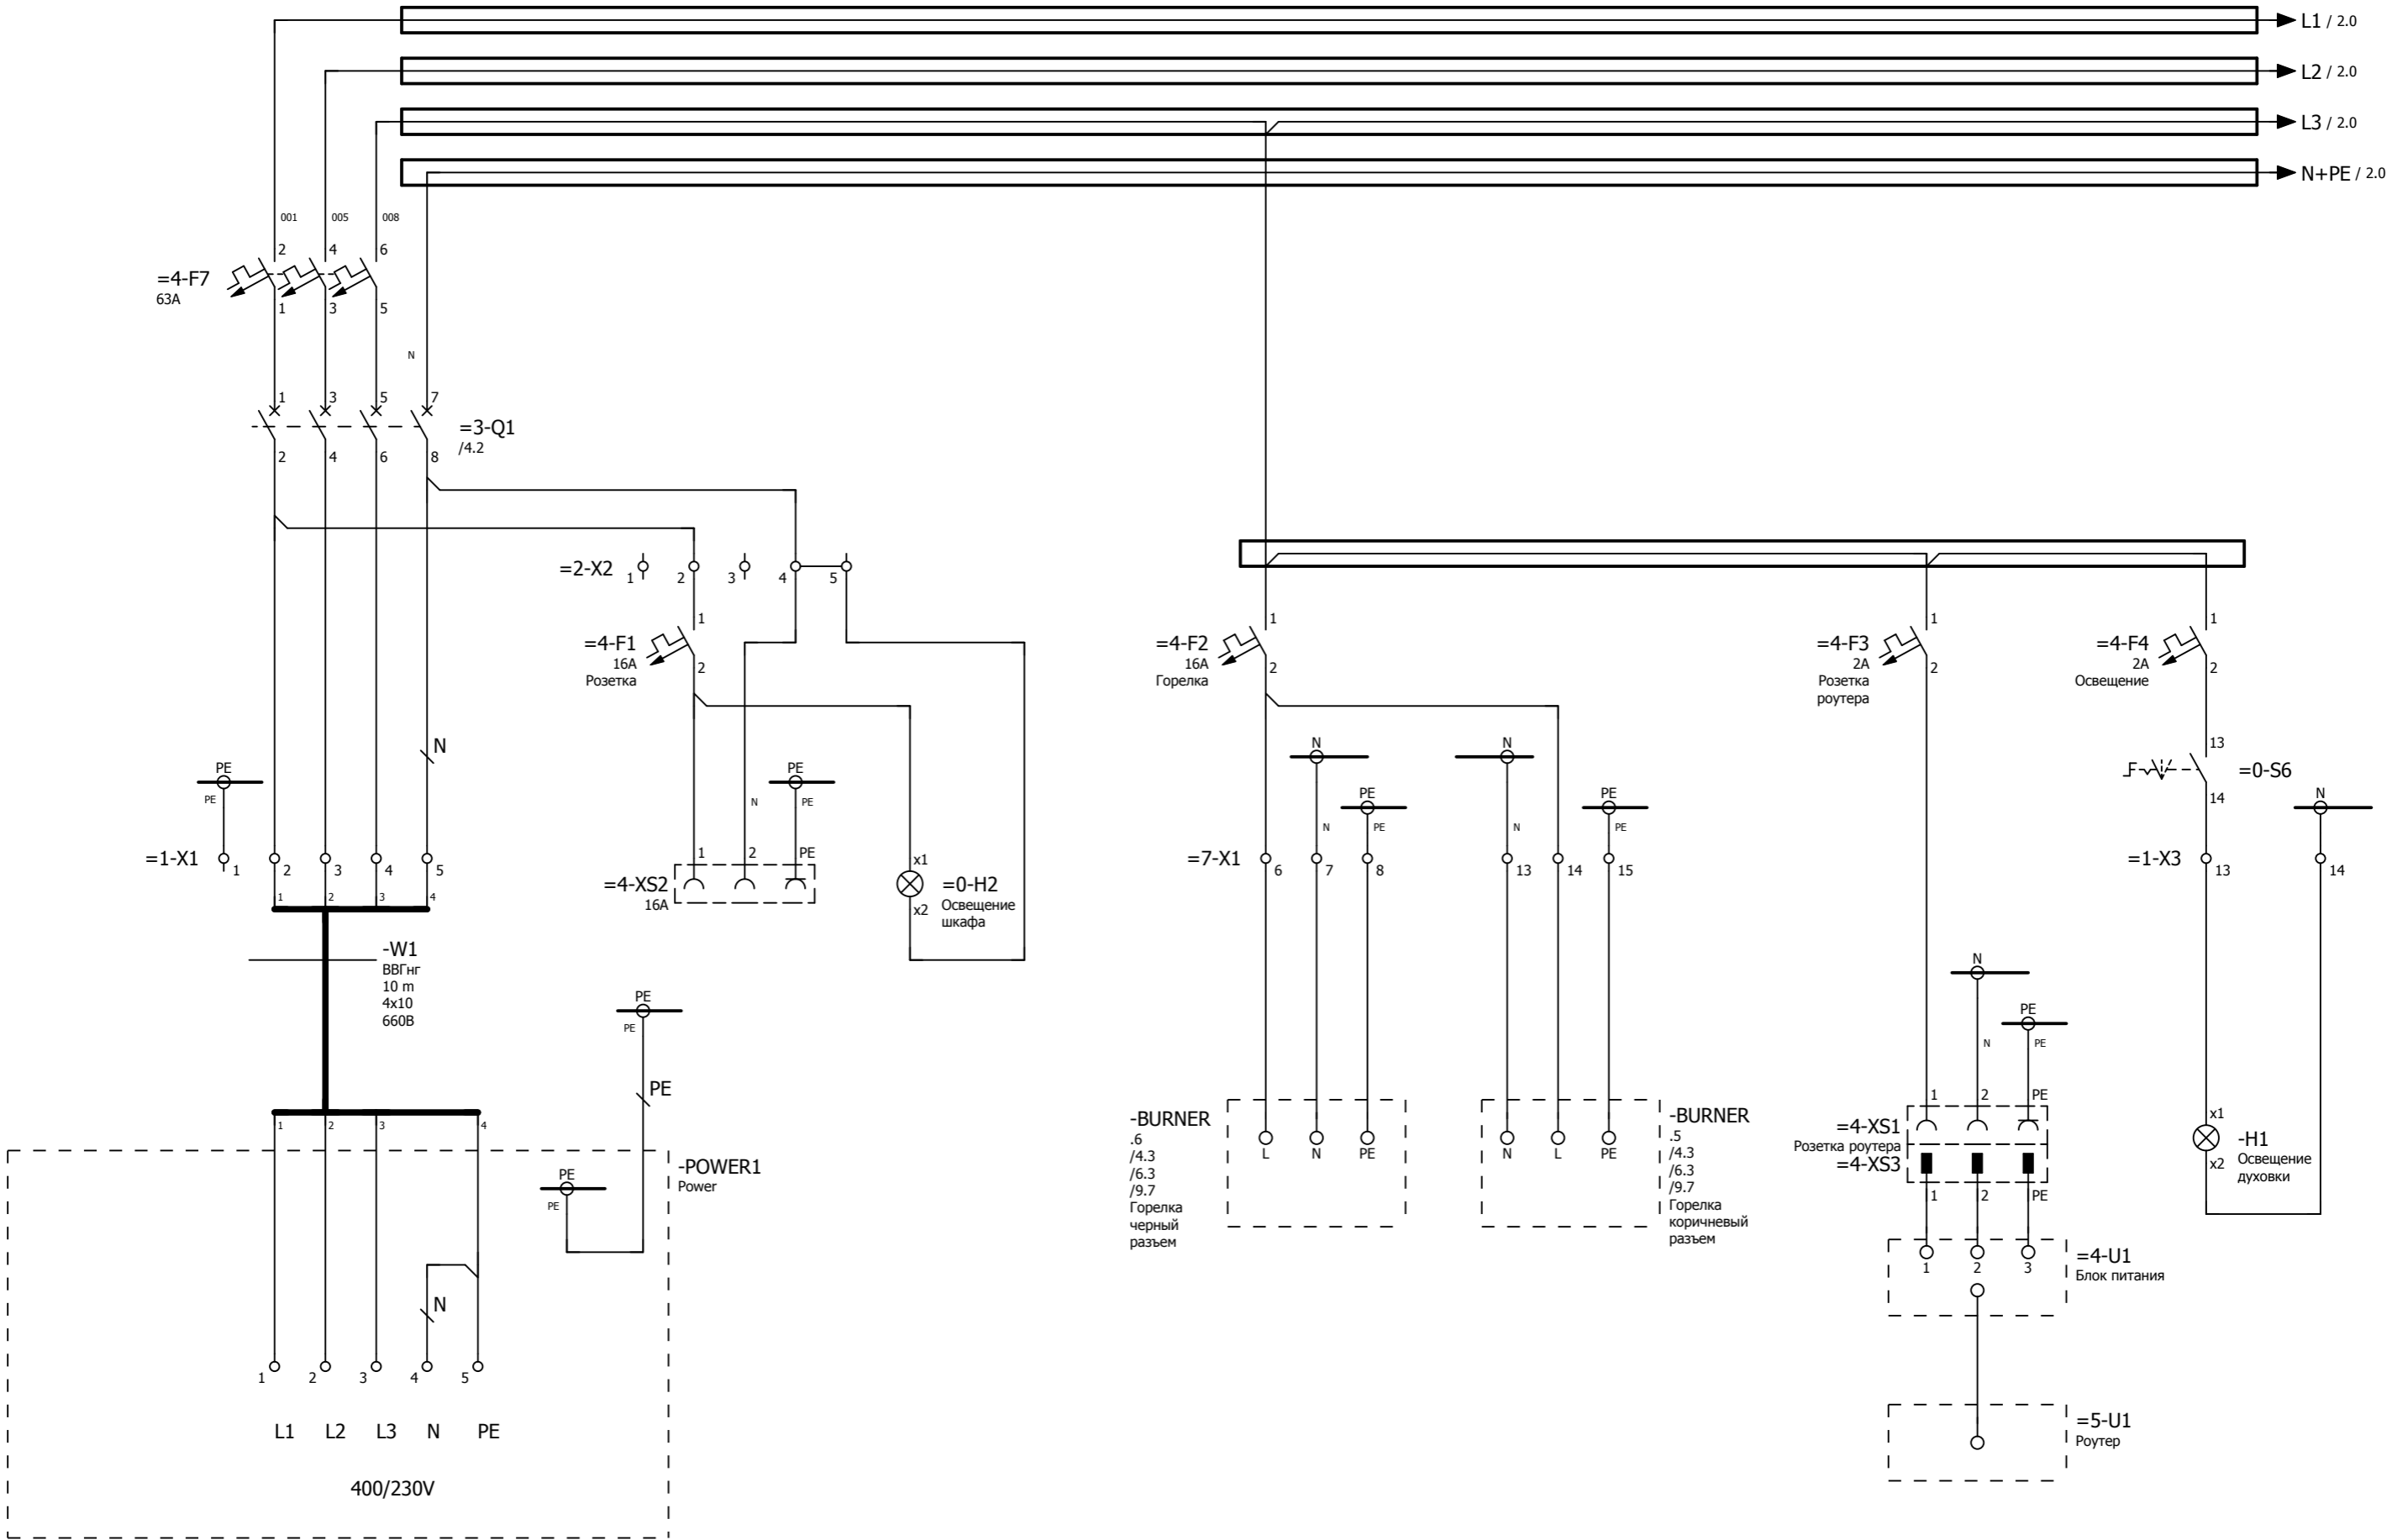 L1 / 2.0
L2 / 2.0
L3 / 2.0
N+PE / 2.0
001 005 008
2 4 6
=4-F7
63A
1 3 5
N
1 3 5 7
=3-Q1
/4.2
2 4 6 8
=2-X2 1 2 3 4 5
1
=4-F1
16A
Розетка
2
1
=4-F2
16A
Горелка
2
1
=4-F3
2A
Розетка
роутера
2
1
=4-F4
2A
Освещение
2
13
=0-S6
14
N
PE
PE
N
PE
N
PE
N
N
PE
PE
N
N
PE
PE
N
=1-X1 1 2 3 4 5
1 2 3 4
1 2 PE
=4-XS2
16A
x1
=0-H2
x2
Освещение
шкафа
=7-X1 6 7 8 13 14 15
=1-X3 13 14
-W1
ВВГнг
10 m
4x10
660В
PE
PE
PE
N
N
PE
PE
1 2 3 4
-POWER1
Power
PE
PE
N
1 2 3 4 5
L1 L2 L3 N PE
400/230V
-BURNER
.6
/4.3
/6.3
/9.7
Горелка
черный
разъем
L N PE
N L PE
-BURNER
.5
/4.3
/6.3
/9.7
Горелка
коричневый
разъем
1 2 PE
=4-XS1
Розетка роутера
=4-XS3
1 2 PE
x1
-H1
x2
Освещение
духовки
1 2 3
=4-U1
Блок питания
=5-U1
Роутер